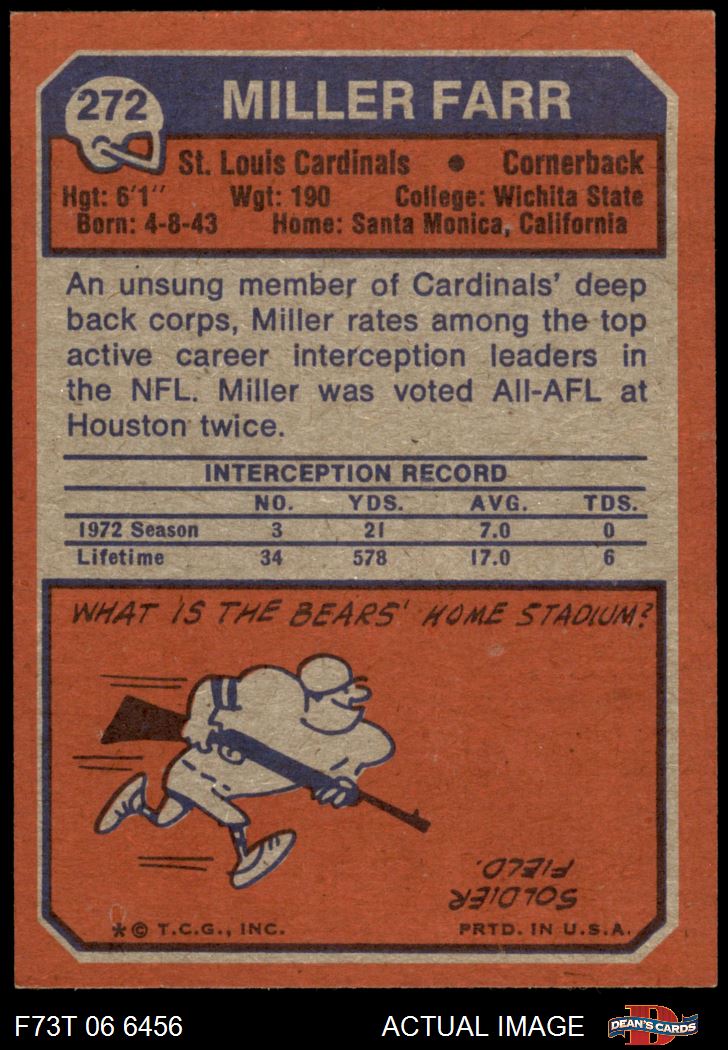 272
MILLER FARR
St. Louis Cardinals • Cornerback
Hgt: 6'1" Wgt: 190 College: Wichita State
Born: 4-8-43 Home: Santa Monica, California
An unsung member of Cardinals' deep
back corps, Miller rates among the top
active career interception leaders in
the NFL. Miller was voted All-AFL at
Houston twice.
INTERCEPTION RECORD
NO. YDS. AVG. TDS.
1972 Season 3 21 7.0 0
Lifetime 34 578 17.0 6
WHAT IS THE BEARS' HOME STADIUM?
SOLDIER
FIELD.
* © T.C.G., INC. PRTD. IN U.S.A.
F73T 06 6456 ACTUAL IMAGE
D
DEAN'S CARDS